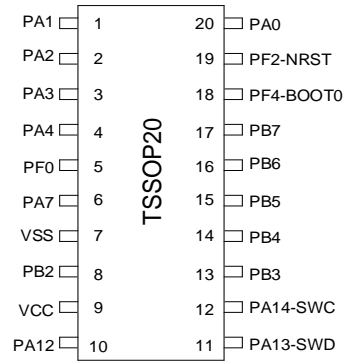 PA1 1 20 PA0
PA2 2 19 PF2-NRST
PA3 3 18 PF4-BOOT0
PA4 4 17 PB7
PF0 5 16 PB6
PA7 6 15 PB5
VSS 7 14 PB4
PB2 8 13 PB3
VCC 9 12 PA14-SWC
PA12 10 11 PA13-SWD
TSSOP20